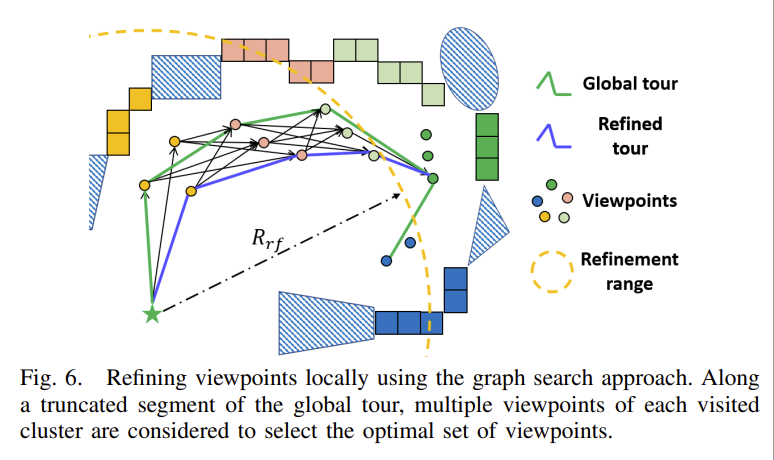 Global tour
Refined
tour
Viewpoints
Refinement
range
R_{rf}
Fig. 6. Refining viewpoints locally using the graph search approach. Along
a truncated segment of the global tour, multiple viewpoints of each visited
cluster are considered to select the optimal set of viewpoints.